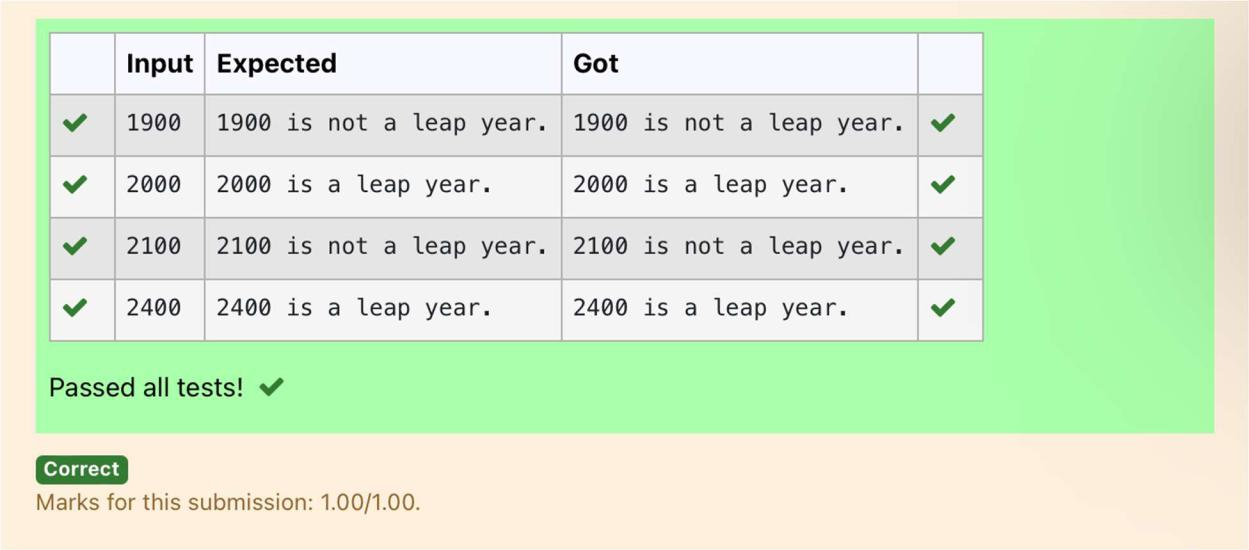 Input Expected Got
1900 1900 is not a leap year. 1900 is not a leap year.
2000 2000 is a leap year. 2000 is a leap year.
2100 2100 is not a leap year. 2100 is not a leap year.
2400 2400 is a leap year. 2400 is a leap year.
Passed all tests!
Correct
Marks for this submission: 1.00/1.00.